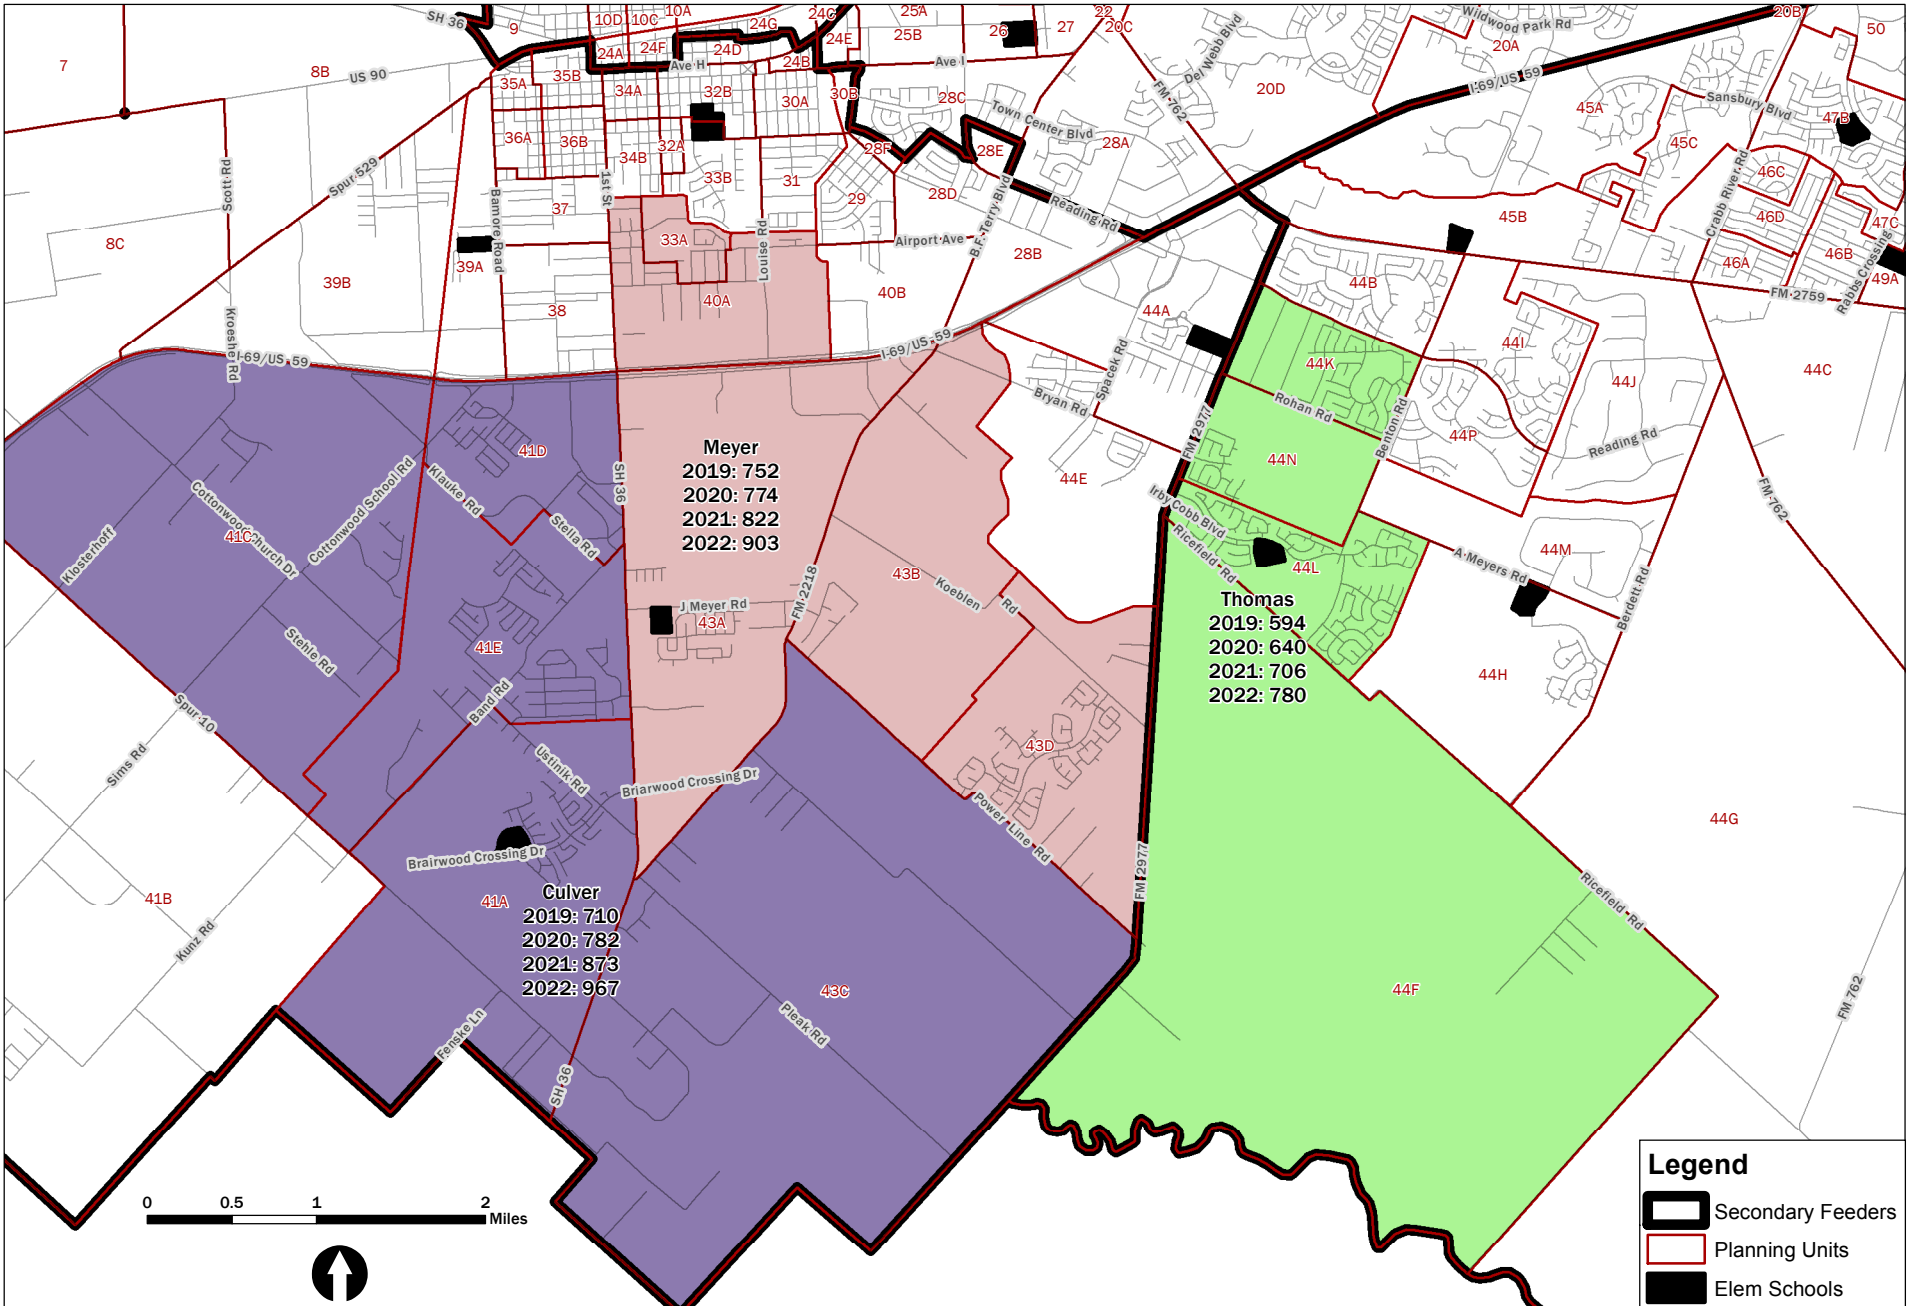 SH 36
9
10D
10C
10A
24G
24C
25A
22
20C
20B
50
7
8B
US 90
24A
24F
24D
24E
25B
26
27
Del Webb Blvd
Wildwood Park Rd
20A
Ave H
24B
Ave I
35A
35B
34A
32B
30A
30B
28C
Town Center Blvd
FM 762
20D
I-69/US 59
45A
Sansbury Blvd
47B
36A
36B
34B
32A
33B
31
28F
28E
28A
45C
46C
Scott Rd
Spur 529
Bamore Road
1st St
37
29
28D
B.F. Terry Blvd
Reading Rd
45B
Crabb River Rd
46D
47C
8C
39B
39A
33A
Louise Rd
Airport Ave
28B
46A
46B
49A
Rabbs Crossing
FM 2759
Kroesche Rd
38
40A
40B
44A
44B
44I
44J
44C
I-69/US 59
I-69/US 59
Spacek Rd
Bryan Rd
44K
Rohan Rd
Benton Rd
44P
Reading Rd
FM 2977
44N
41D
SH 36
Meyer
2019: 752
2020: 774
2021: 822
2022: 903
44E
Klauke Rd
Stella Rd
Cottonwood School Rd
Cottonwood Church Dr
41C
Klosterhoff
Irby Cobb Blvd
Ricefield Rd
44L
A Meyers Rd
44M
FM 762
Berdett Rd
43B
Koeblen
Rd
FM 2218
J Meyer Rd
43A
Thomas
2019: 594
2020: 640
2021: 706
2022: 780
Stehle Rd
41E
Band Rd
44H
Spur 10
Sims Rd
Ustinik Rd
Briarwood Crossing Dr
43D
Power Line Rd
44G
Brairwood Crossing Dr
FM 2977
41B
Kunz Rd
41A
Culver
2019: 710
2020: 782
2021: 873
2022: 967
Ricefield Rd
43C
Pleak Rd
44F
FM 762
Fenske Ln
SH 36
0
0.5
1
2
Miles
Legend
Secondary Feeders
Planning Units
Elem Schools